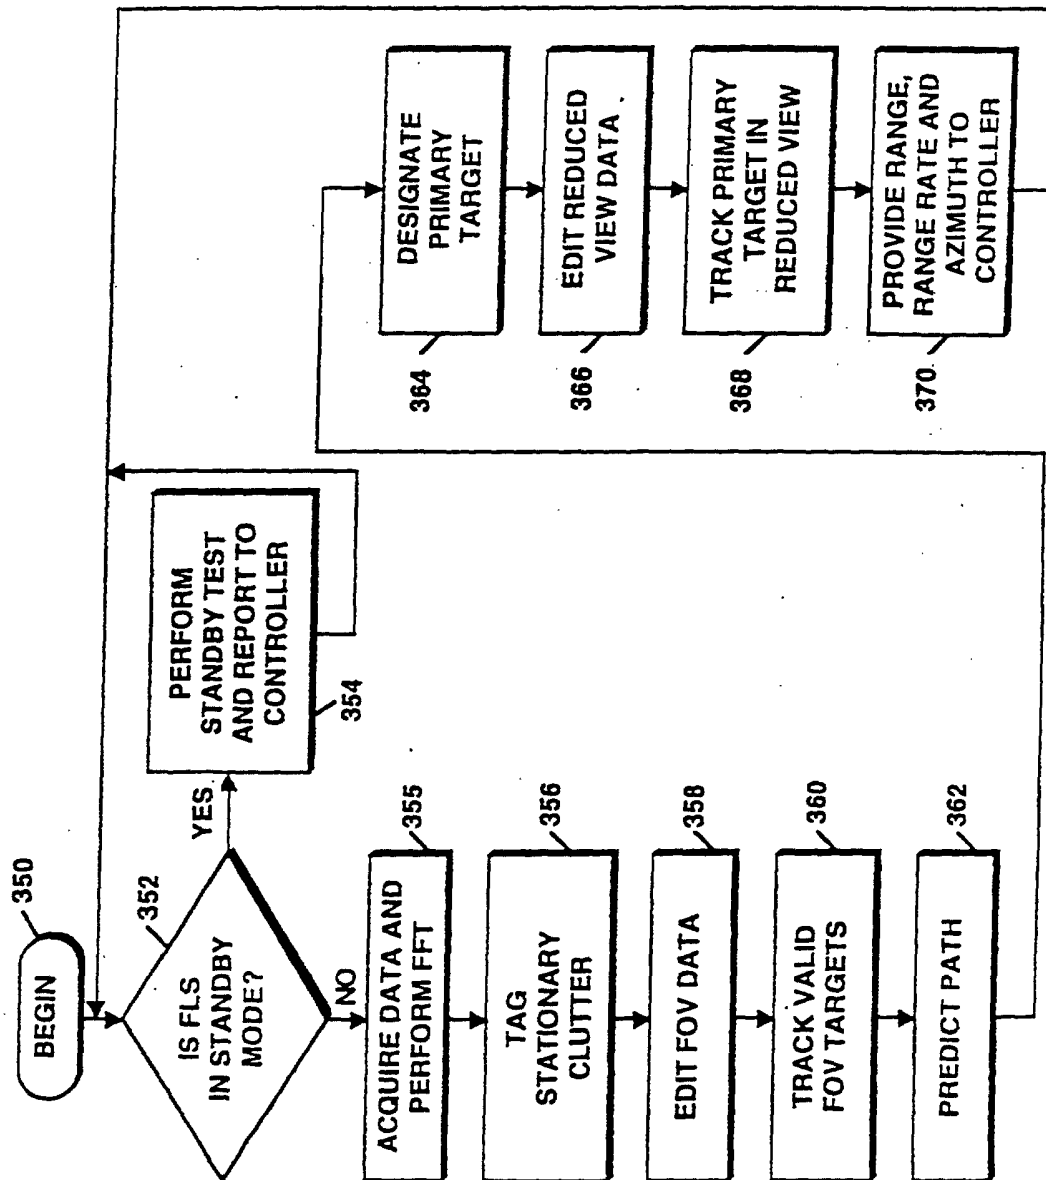 BEGIN
350
IS FLS
IN STANDBY
MODE?
352
YES
NO
PERFORM
STANDBY TEST
AND REPORT TO
CONTROLLER
354
ACQUIRE DATA AND
PERFORM FFT
355
TAG
STATIONARY
CLUTTER
356
EDIT FOV DATA
358
TRACK VALID
FOV TARGETS
360
PREDICT PATH
362
DESIGNATE
PRIMARY
TARGET
364
EDIT REDUCED
VIEW DATA
366
TRACK PRIMARY
TARGET IN
REDUCED VIEW
368
PROVIDE RANGE,
RANGE RATE AND
AZIMUTH TO
CONTROLLER
370